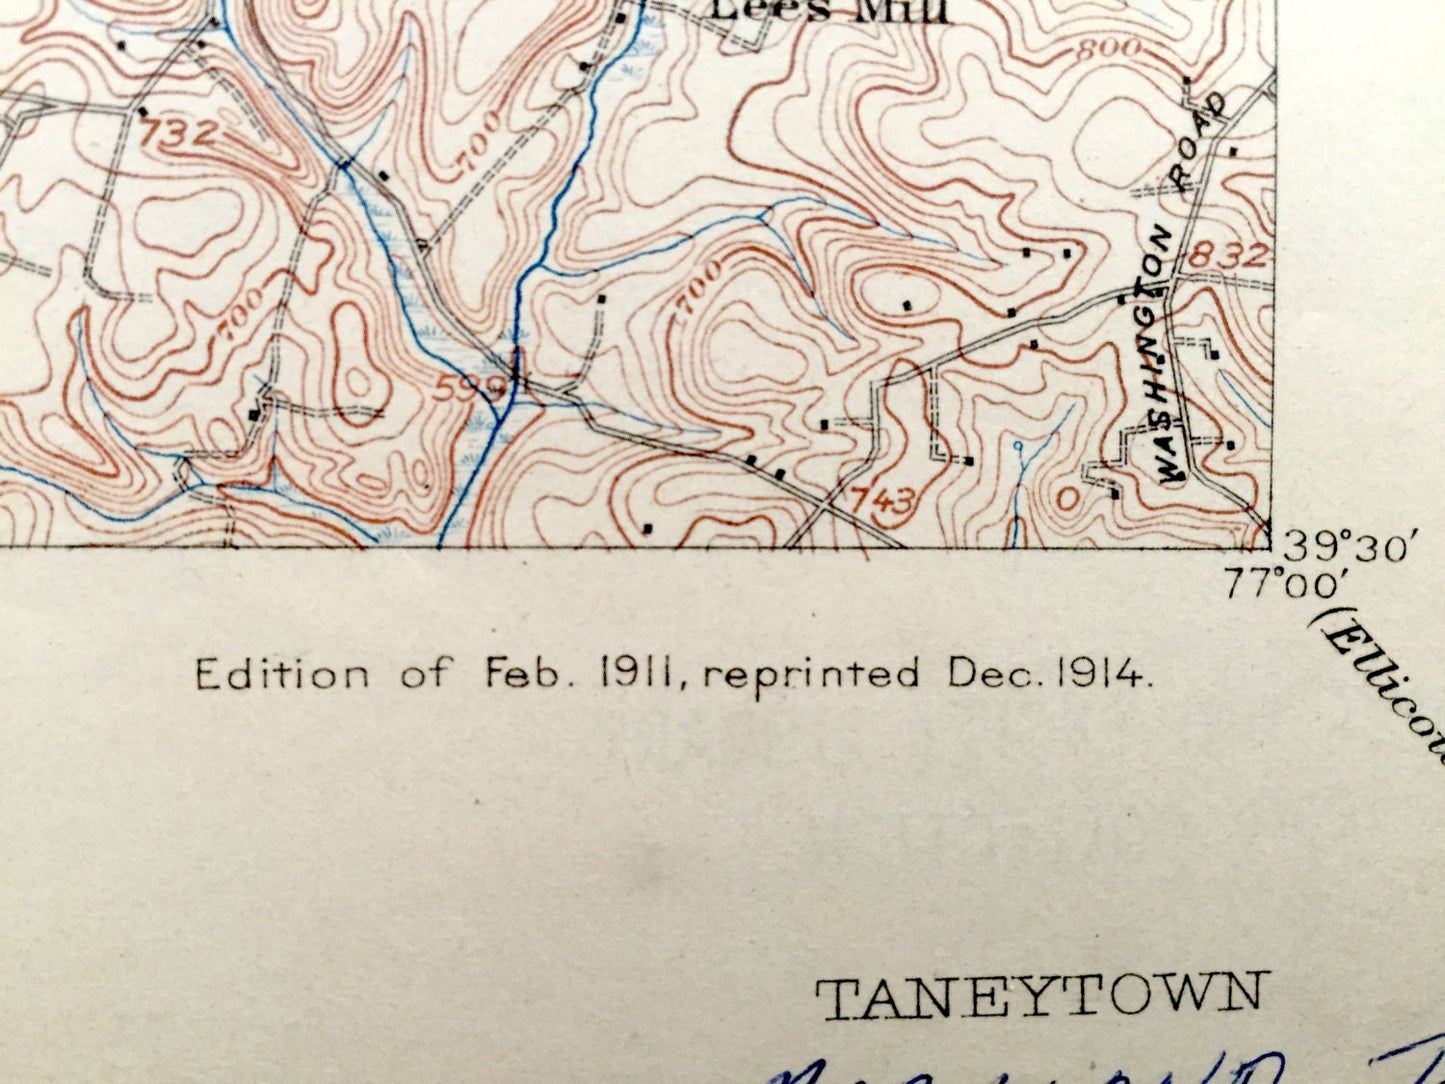 Lees Mill
800
732
700
ROAD
832
700
700
WASHINGTON
599
743
39°30′
77°00′
(Ellicott
Edition of Feb. 1911, reprinted Dec. 1914.
TANEYTOWN